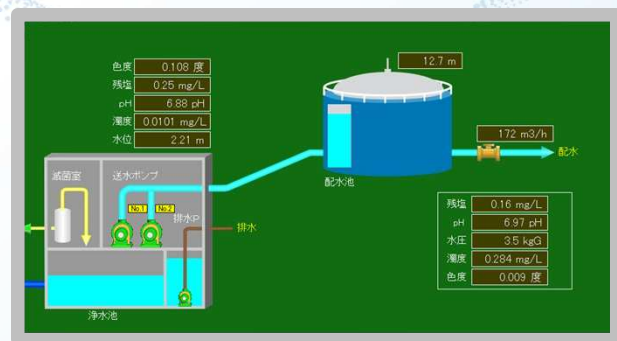 12.7 m
色度 0.108 度
残塩 0.25 mg/L
pH 6.88 pH
濁度 0.0101 mg/L
水位 2.21 m
172 m3/h
配水
滅菌室
送水ポンプ
配水池
No.1 No.2
排水P
排水
残塩 0.16 mg/L
pH 6.97 pH
水圧 3.5 kgG
濁度 0.284 mg/L
色度 0.009 度
浄水池